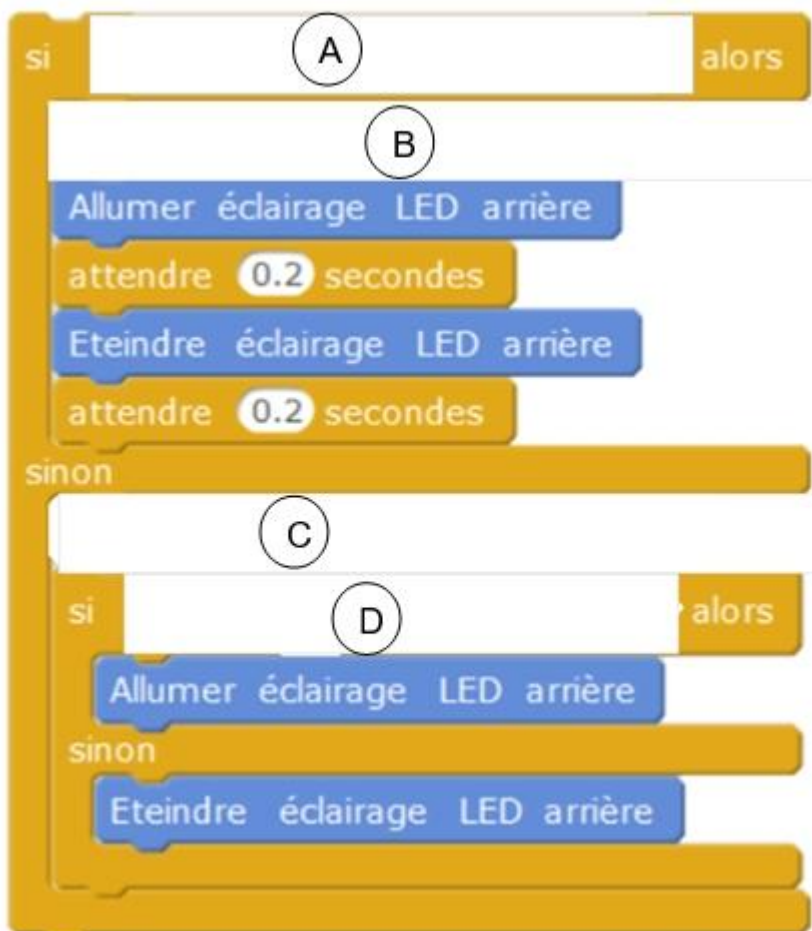 si A alors
B
Allumer éclairage LED arrière
attendre 0.2 secondes
Eteindre éclairage LED arrière
attendre 0.2 secondes
sinon
C
si D alors
Allumer éclairage LED arrière
sinon
Eteindre éclairage LED arrière